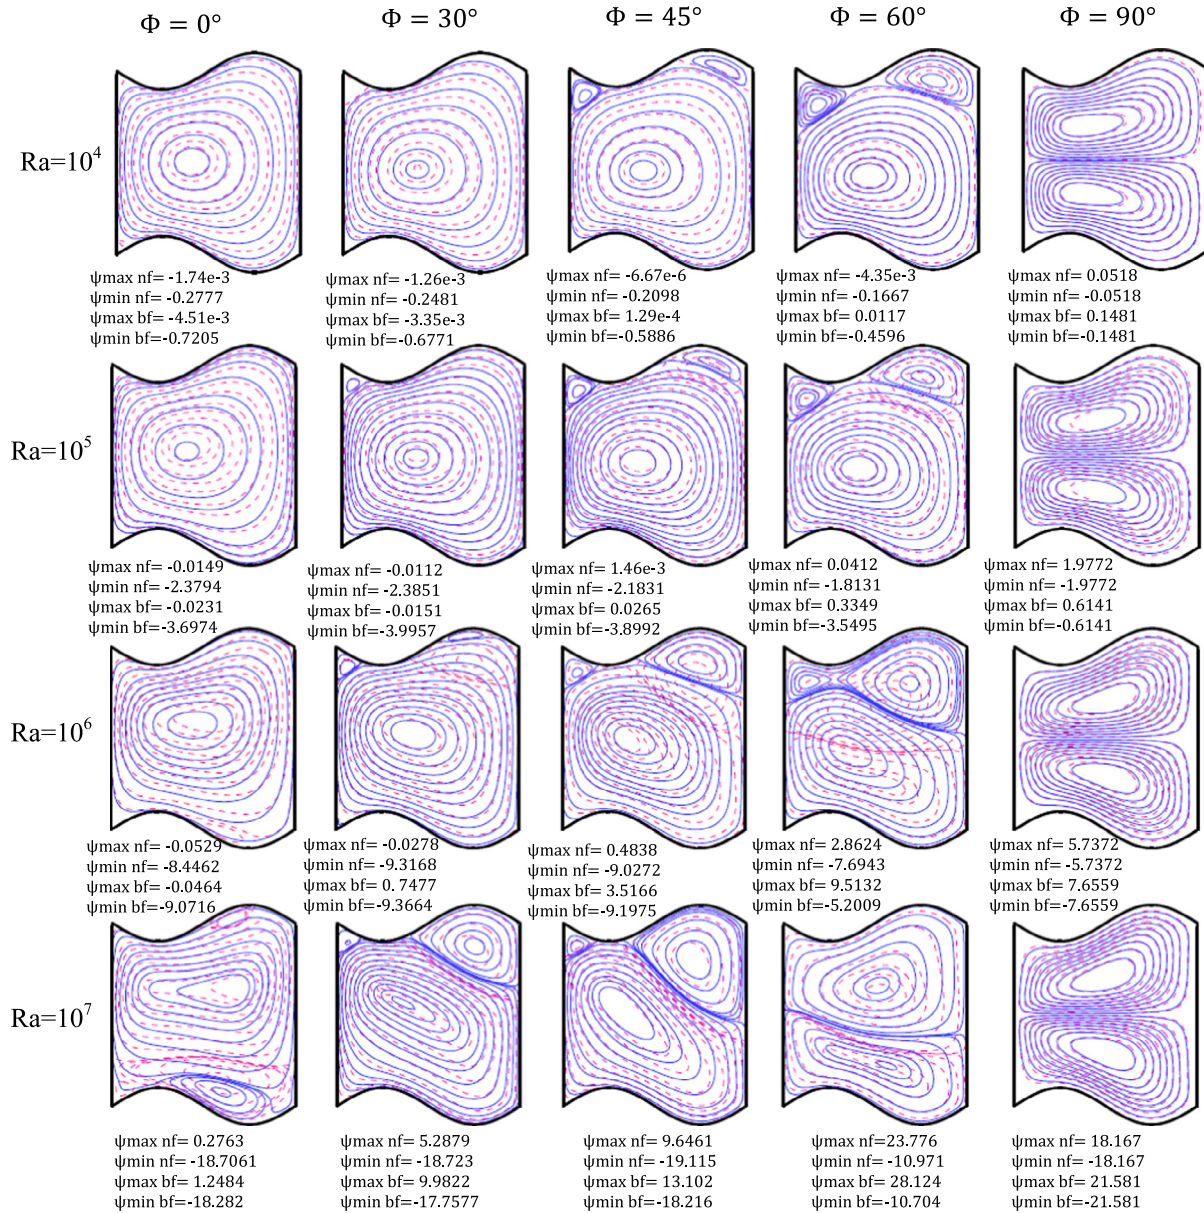 Φ = 0° Φ = 30° Φ = 45° Φ = 60° Φ = 90°
Ra=10⁴
ψmax nf= -1.74e-3
ψmin nf= -0.2777
ψmax bf= -4.51e-3
ψmin bf= -0.7205
ψmax nf= -1.26e-3
ψmin nf= -0.2481
ψmax bf= -3.35e-3
ψmin bf= -0.6771
ψmax nf= -6.67e-6
ψmin nf= -0.2098
ψmax bf= 1.29e-4
ψmin bf= -0.5886
ψmax nf= -4.35e-3
ψmin nf= -0.1667
ψmax bf= 0.0117
ψmin bf= -0.4596
ψmax nf= 0.0518
ψmin nf= -0.0518
ψmax bf= 0.1481
ψmin bf= -0.1481
Ra=10⁵
ψmax nf= -0.0149
ψmin nf= -2.3794
ψmax bf= -0.0231
ψmin bf=-3.6974
ψmax nf= -0.0112
ψmin nf= -2.3851
ψmax bf= -0.0151
ψmin bf= -3.9957
ψmax nf= 1.46e-3
ψmin nf= -2.1831
ψmax bf= 0.0265
ψmin bf= -3.8992
ψmax nf= 0.0412
ψmin nf= -1.8131
ψmax bf= 0.3349
ψmin bf= -3.5495
ψmax nf= 1.9772
ψmin nf= -1.9772
ψmax bf= 0.6141
ψmin bf= -0.6141
Ra=10⁶
ψmax nf= -0.0529
ψmin nf= -8.4462
ψmax bf= -0.0464
ψmin bf=-9.0716
ψmax nf= -0.0278
ψmin nf= -9.3168
ψmax bf= 0.7477
ψmin bf= -9.3664
ψmax nf= 0.4838
ψmin nf= -9.0272
ψmax bf= 3.5166
ψmin bf= -9.1975
ψmax nf= 2.8624
ψmin nf= -7.6943
ψmax bf= 9.5132
ψmin bf= -5.2009
ψmax nf= 5.7372
ψmin nf= -5.7372
ψmax bf= 7.6559
ψmin bf= -7.6559
Ra=10⁷
ψmax nf= 0.2763
ψmin nf= -18.7061
ψmax bf= 1.2484
ψmin bf= -18.282
ψmax nf= 5.2879
ψmin nf= -18.723
ψmax bf= 9.9822
ψmin bf= -17.7577
ψmax nf= 9.6461
ψmin nf= -19.115
ψmax bf= 13.102
ψmin bf= -18.216
ψmax nf=23.776
ψmin nf= -10.971
ψmax bf= 28.124
ψmin bf= -10.704
ψmax nf= 18.167
ψmin nf= -18.167
ψmax bf= 21.581
ψmin bf= -21.581